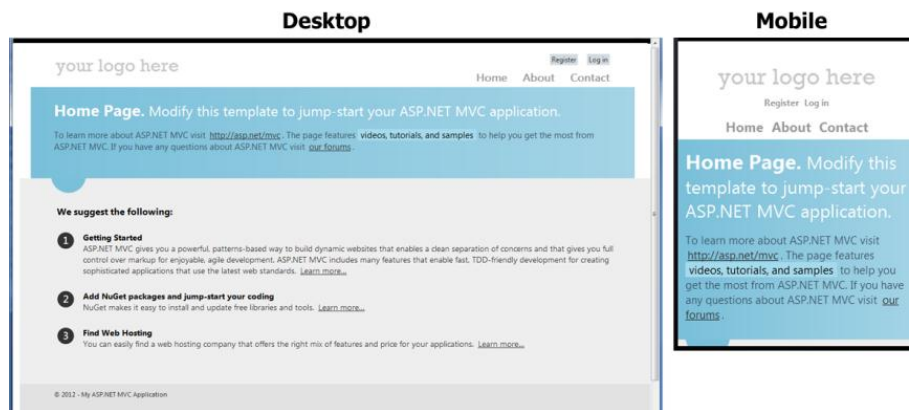 Desktop
your logo here
Register Log in
Home About Contact
Home Page. Modify this template to jump-start your ASP.NET MVC application.
To learn more about ASP.NET MVC visit http://asp.net/mvc. The page features videos, tutorials, and samples to help you get the most from
ASP.NET MVC. If you have any questions about ASP.NET MVC visit our forums.
We suggest the following:
1 Getting Started
ASP.NET MVC gives you a powerful, patterns-based way to build dynamic websites that enables a clean separation of concerns and that gives you full
control over markup for enjoyable, agile development. ASP.NET MVC includes many features that enable fast, TDD-friendly development for creating
sophisticated applications that use the latest web standards. Learn more...
2 Add NuGet packages and jump-start your coding
NuGet makes it easy to install and update free libraries and tools. Learn more...
3 Find Web Hosting
You can easily find a web hosting company that offers the right mix of features and price for your applications. Learn more...
© 2012 - My ASP.NET MVC Application
Mobile
your logo here
Register Log in
Home About Contact
Home Page. Modify this
template to jump-start your
ASP.NET MVC application.
To learn more about ASP.NET MVC visit
http://asp.net/mvc. The page features
videos, tutorials, and samples to help you
get the most from ASP.NET MVC. If you have
any questions about ASP.NET MVC visit our
forums.